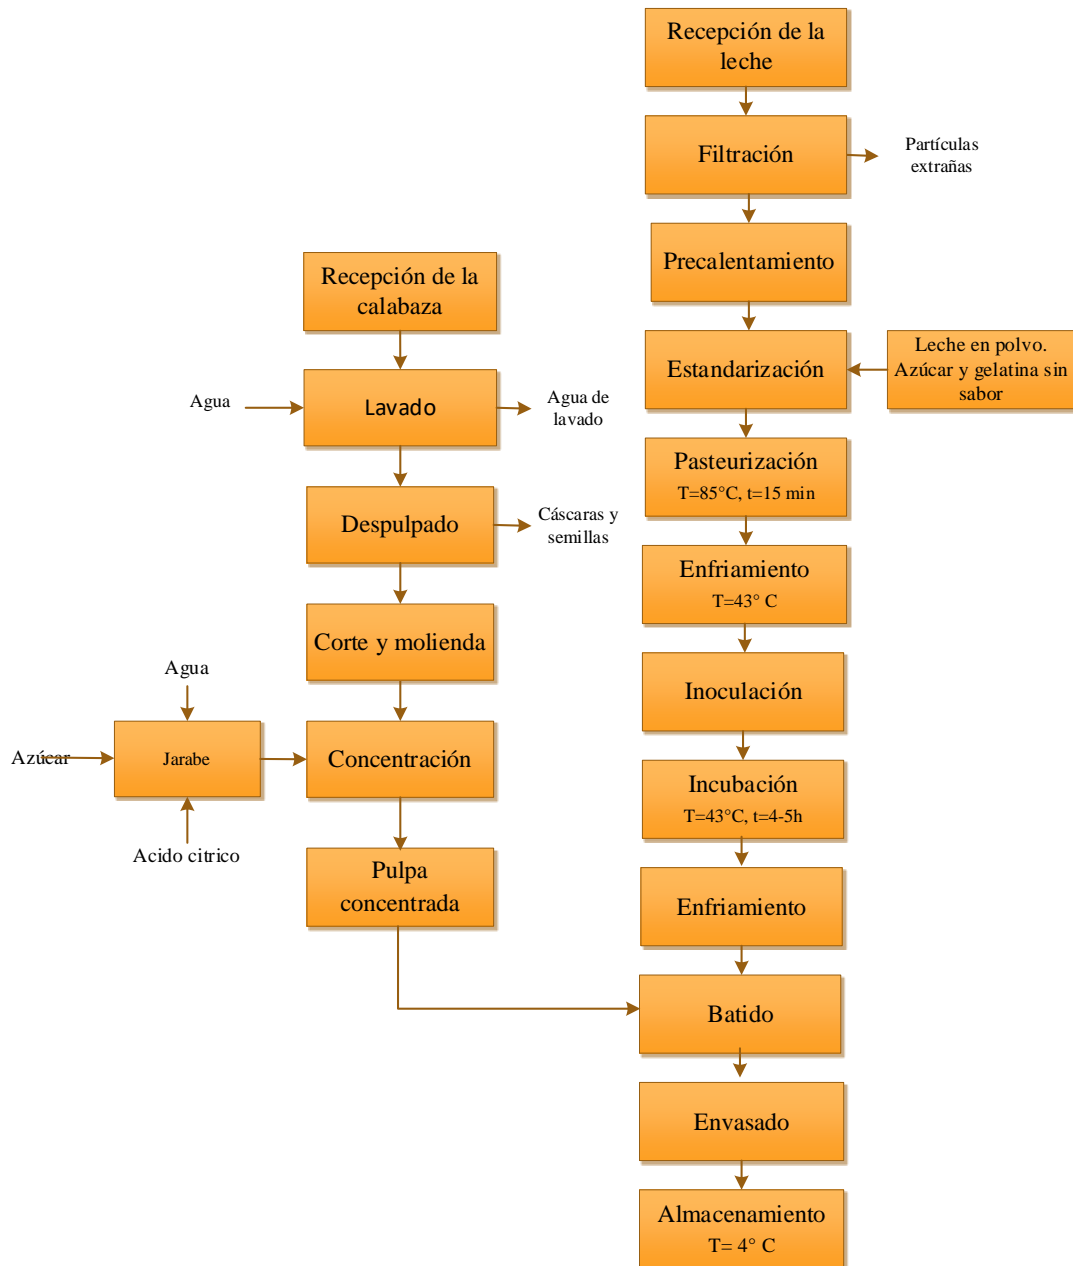 Recepción de la
leche
Filtración
Partículas
extrañas
Precalentamiento
Estandarización
Leche en polvo.
Azúcar y gelatina sin
sabor
Pasteurización
T=85°C, t=15 min
Enfriamiento
T=43° C
Inoculación
Incubación
T=43°C, t=4-5h
Enfriamiento
Recepción de la
calabaza
Agua
Lavado
Agua de
lavado
Despulpado
Cáscaras y
semillas
Corte y molienda
Agua
Azúcar
Jarabe
Acido citrico
Concentración
Pulpa
concentrada
Batido
Envasado
Almacenamiento
T= 4° C